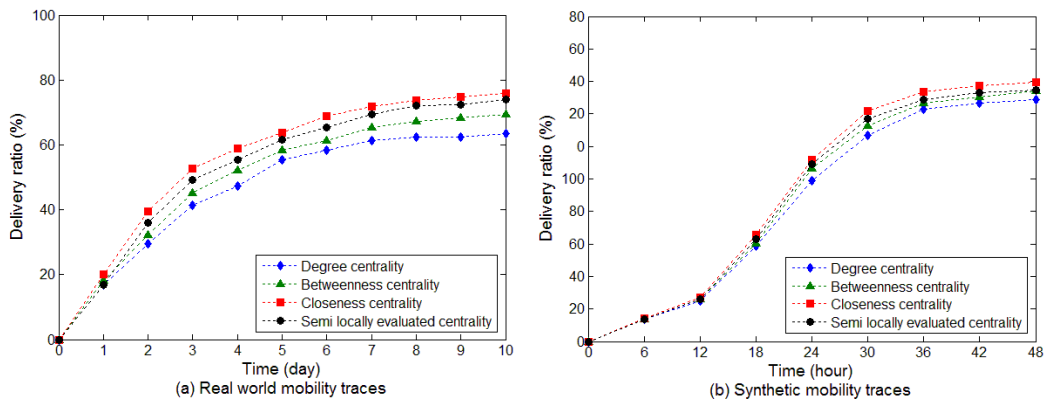 100
80
60
40
20
0
Delivery ratio (%)
0 1 2 3 4 5 6 7 8 9 10
Time (day)
Degree centrality
Betweenness centrality
Closeness centrality
Semi locally evaluated centrality
(a) Real world mobility traces
80
60
40
20
0
100
80
60
40
20
0
Delivery ratio (%)
0 6 12 18 24 30 36 42 48
Time (hour)
Degree centrality
Betweenness centrality
Closeness centrality
Semi locally evaluated centrality
(b) Synthetic mobility traces